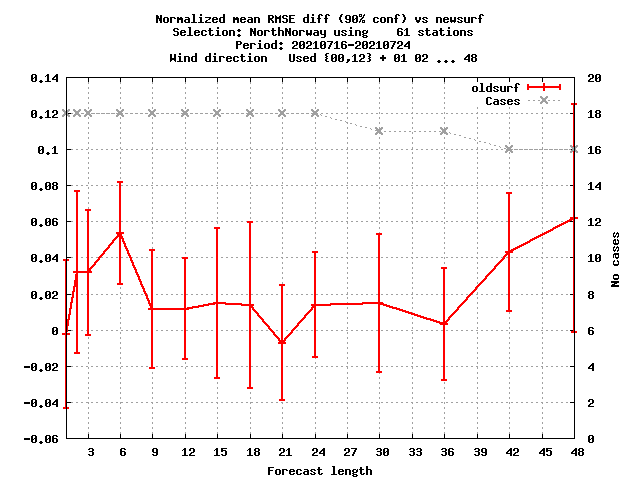 Normalized mean RMSE diff (90% conf) vs newsurf
Selection: NorthNorway using    61 stations
Period: 20210716-20210724
Wind direction   Used {00,12} + 01 02 ... 48
oldsurf
Cases
0.14
0.12
0.1
0.08
0.06
0.04
0.02
0
-0.02
-0.04
-0.06
20
18
16
14
12
10
8
6
4
2
0
No cases
3 6 9 12 15 18 21 24 27 30 33 36 39 42 45 48
Forecast length